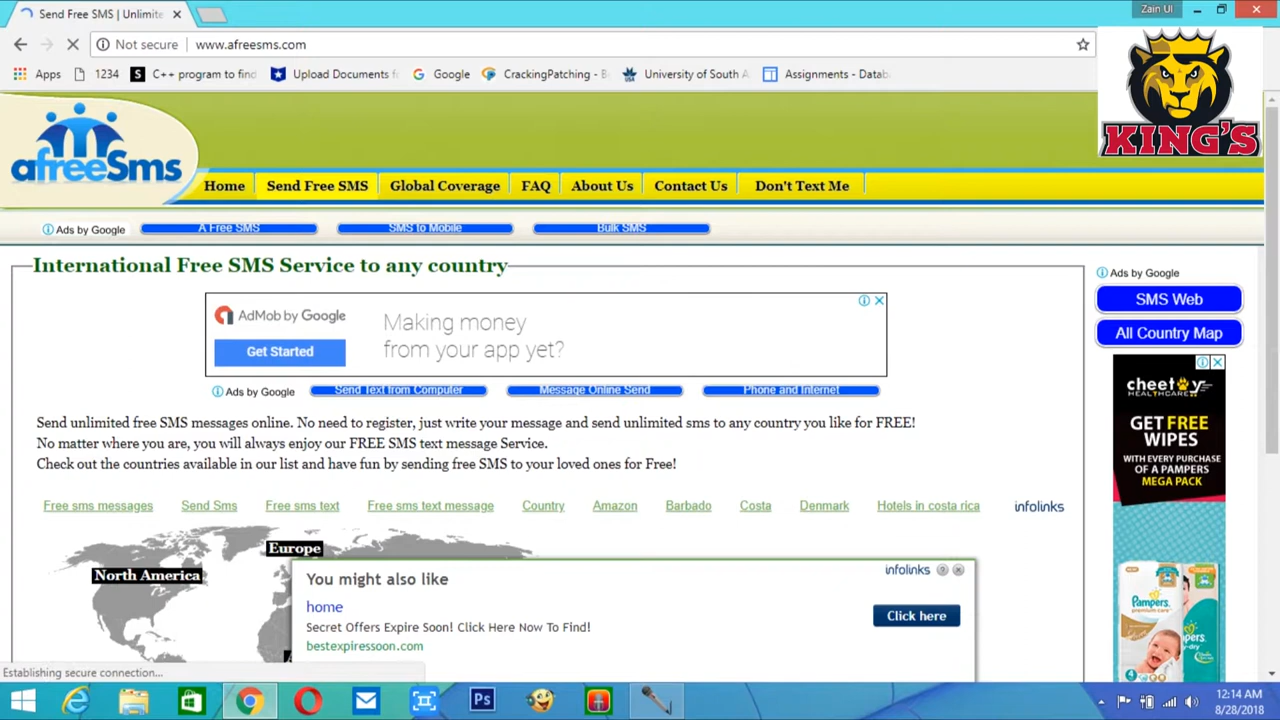 Send Free SMS | Unlimite
Zain Ul
Not secure
www.afreesms.com
Apps
1234
C++ program to find
Upload Documents f
Google
CrackingPatching - B
University of South A
Assignments - Datab
KING'S
afreeSms
Home
Send Free SMS
Global Coverage
FAQ
About Us
Contact Us
Don't Text Me
Ads by Google
A Free SMS
SMS to Mobile
Bulk SMS
International Free SMS Service to any country
Ads by Google
SMS Web
All Country Map
AdMob by Google
Get Started
Making money
from your app yet?
Ads by Google
Send Text from Computer
Message Online Send
Phone and Internet
cheeky
HEALTHCARE
GET FREE
WIPES
WITH EVERY PURCHASE
OF A PAMPERS
MEGA PACK
Send unlimited free SMS messages online. No need to register, just write your message and send unlimited sms to any country you like for FREE!
No matter where you are, you will always enjoy our FREE SMS text message Service.
Check out the countries available in our list and have fun by sending free SMS to your loved ones for Free!
Free sms messages
Send Sms
Free sms text
Free sms text message
Country
Amazon
Barbado
Costa
Denmark
Hotels in costa rica
infolinks
Europe
North America
You might also like
infolinks
home
Secret Offers Expire Soon! Click Here Now To Find!
bestexpiressoon.com
Click here
Pampers
Establishing secure connection...
Ps
12:14 AM
8/28/2018